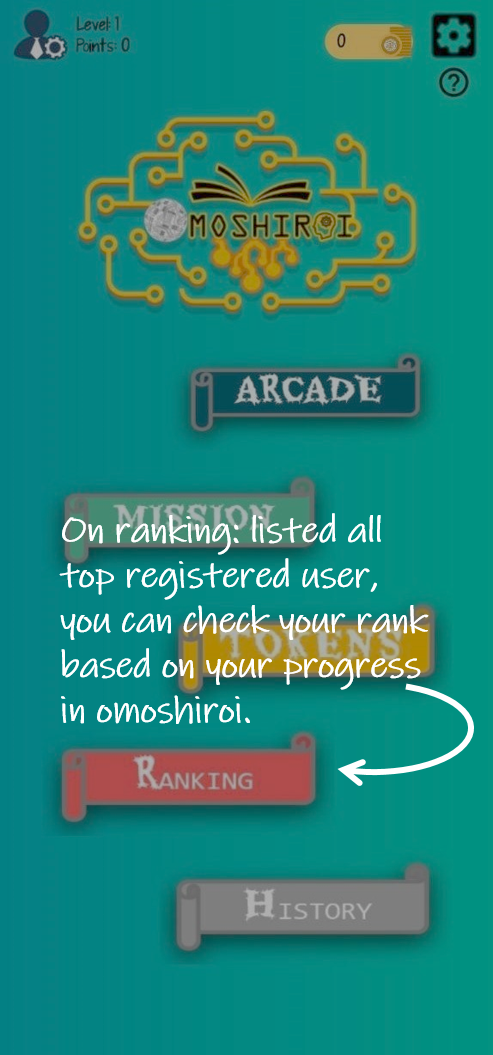 Level: 1
Points: 0
0
?
OMOSHIROI
ARCADE
MISSION
On ranking: listed all
top registered user,
you can check your rank
TOKENS
based on your progress
in omoshiroi.
RANKING
HISTORY